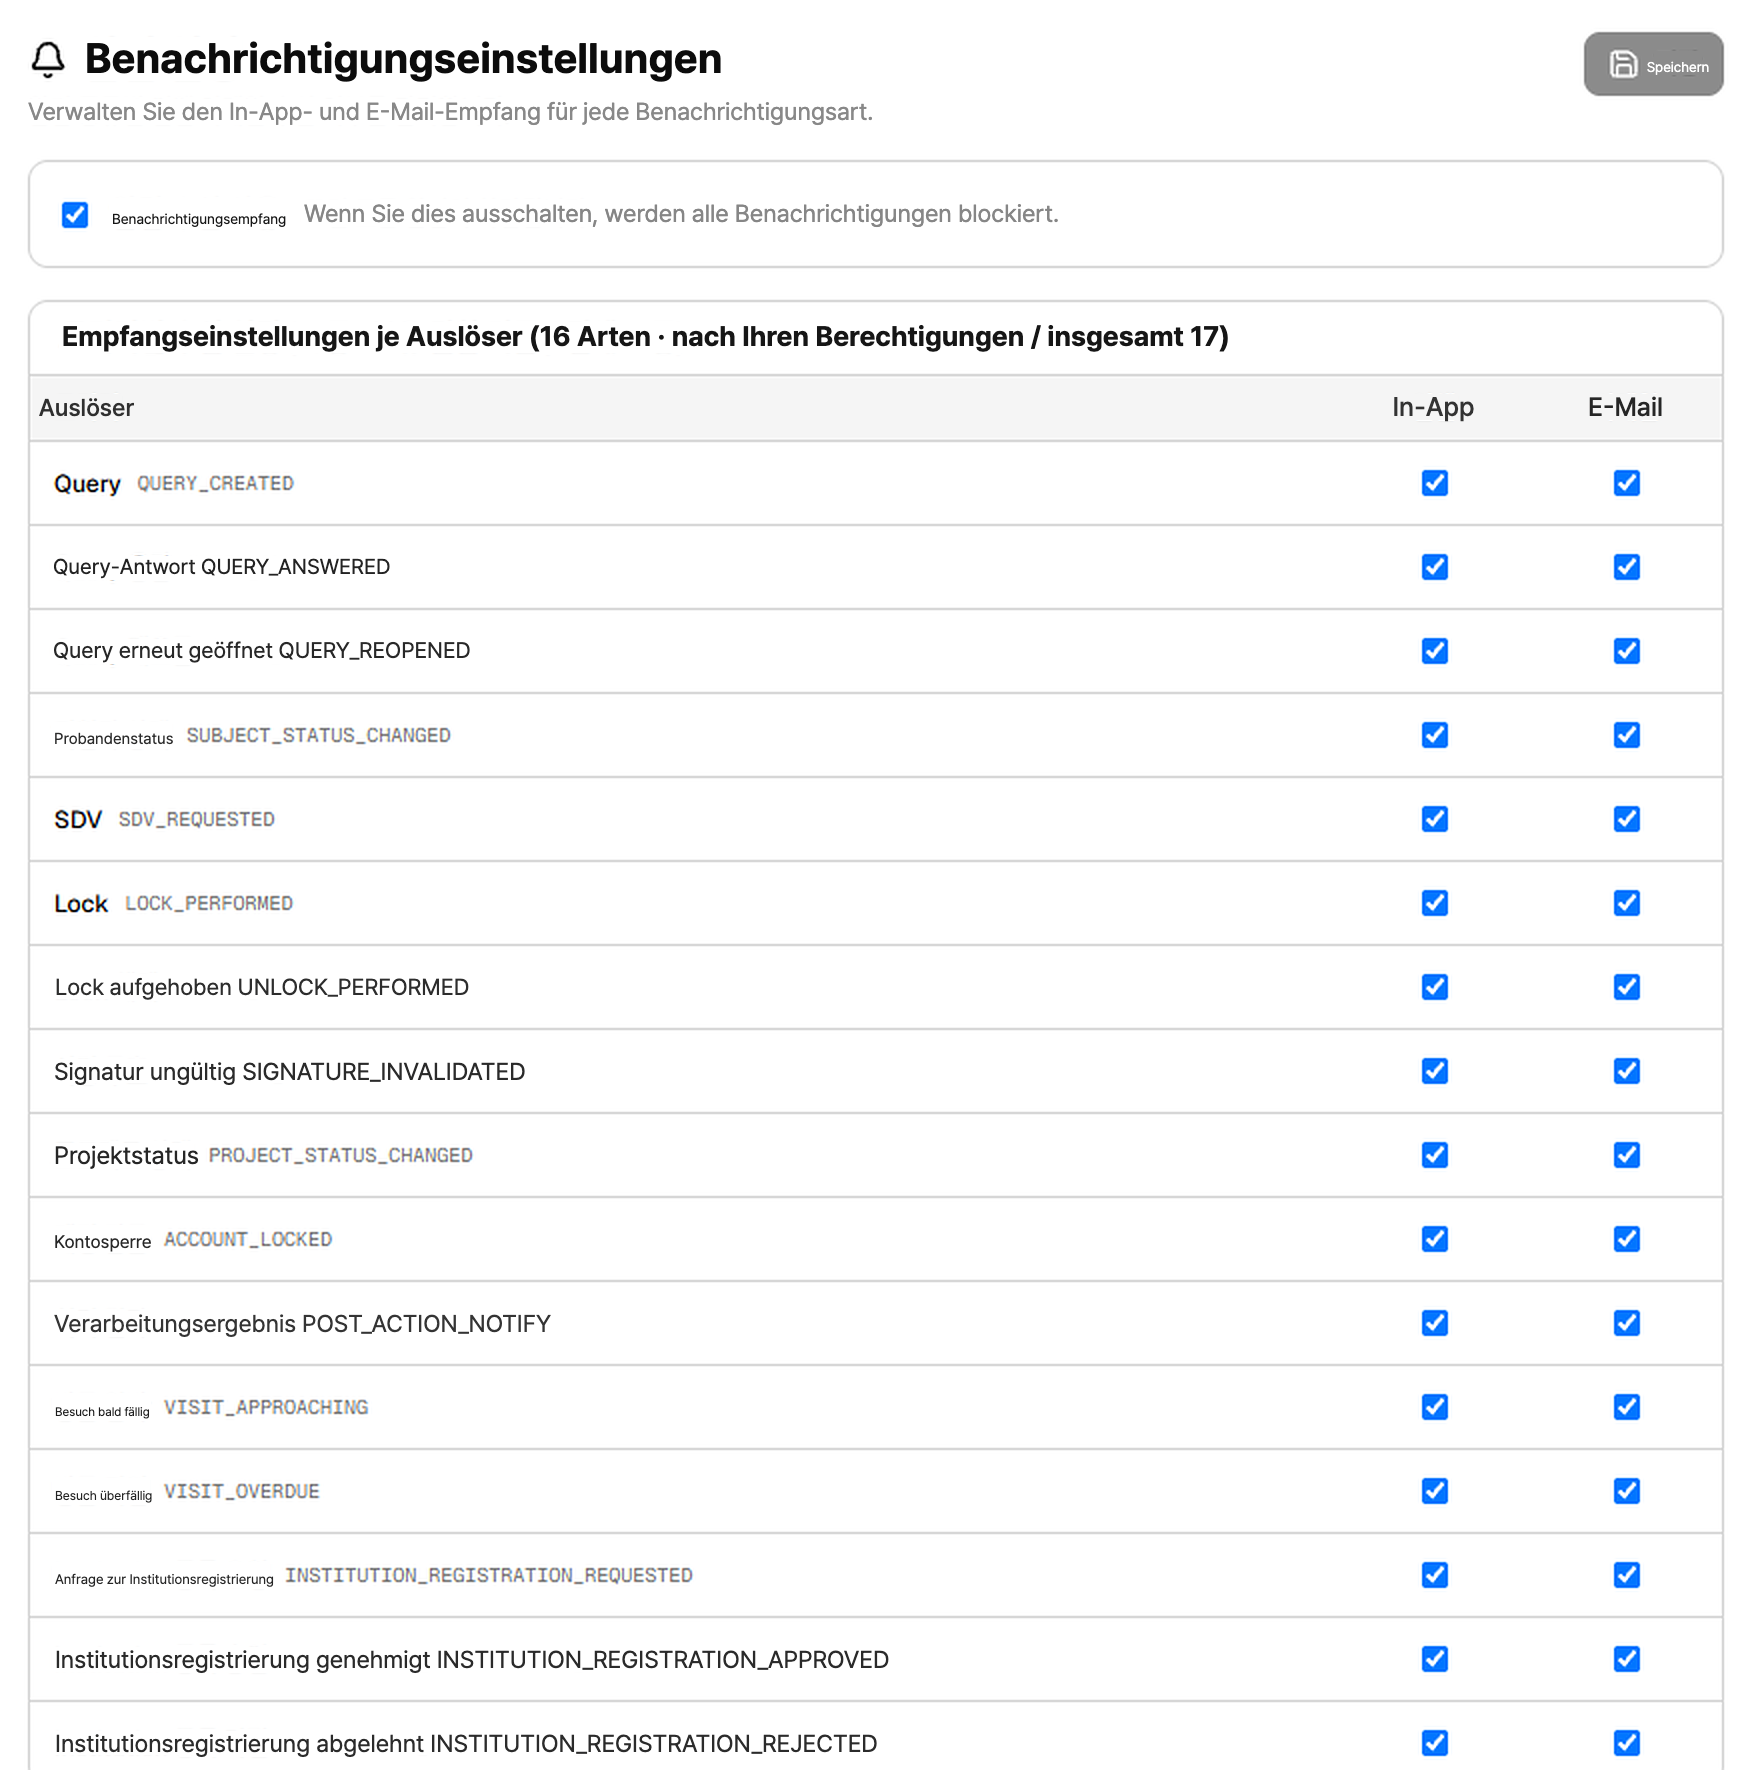 Benachrichtigungseinstellungen
Speichern
Verwalten Sie den In-App- und E-Mail-Empfang für jede Benachrichtigungsart.
Benachrichtigungsempfang Wenn Sie dies ausschalten, werden alle Benachrichtigungen blockiert.
Empfangseinstellungen je Auslöser (16 Arten · nach Ihren Berechtigungen / insgesamt 17)
Auslöser In-App E-Mail
Query QUERY_CREATED
Query-Antwort QUERY_ANSWERED
Query erneut geöffnet QUERY_REOPENED
Probandenstatus SUBJECT_STATUS_CHANGED
SDV SDV_REQUESTED
Lock LOCK_PERFORMED
Lock aufgehoben UNLOCK_PERFORMED
Signatur ungültig SIGNATURE_INVALIDATED
Projektstatus PROJECT_STATUS_CHANGED
Kontosperre ACCOUNT_LOCKED
Verarbeitungsergebnis POST_ACTION_NOTIFY
Besuch bald fällig VISIT_APPROACHING
Besuch überfällig VISIT_OVERDUE
Anfrage zur Institutionsregistrierung INSTITUTION_REGISTRATION_REQUESTED
Institutionsregistrierung genehmigt INSTITUTION_REGISTRATION_APPROVED
Institutionsregistrierung abgelehnt INSTITUTION_REGISTRATION_REJECTED